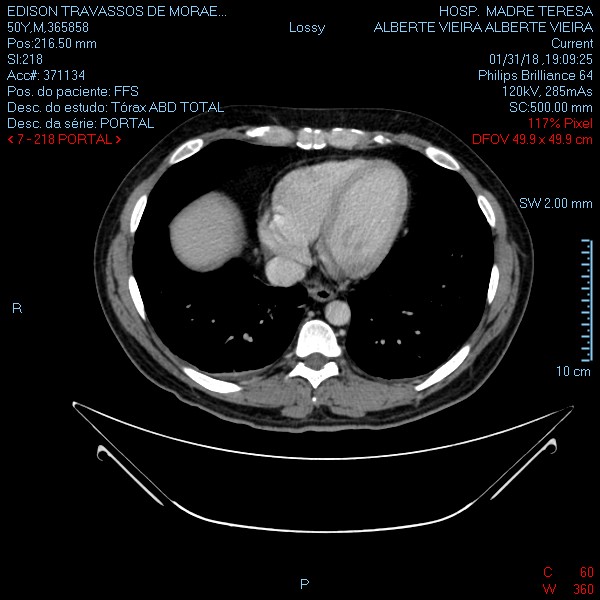 EDISON TRAVASSOS DE MORAE...
50Y,M,365858
Pos:216.50 mm
SI:218
Acc#: 371134
Pos. do paciente: FFS
Desc. do estudo: Tórax ABD TOTAL
Desc. da série: PORTAL
< 7 - 218 PORTAL >
Lossy
HOSP. MADRE TERESA
ALBERTE VIEIRA ALBERTE VIEIRA
Current
01/31/18 ,19:09:25
Philips Brilliance 64
120kV, 285mAs
SC:500.00 mm
117% Pixel
DFOV 49.9 x 49.9 cm
SW 2.00 mm
R
10 cm
P
C 60
W 360